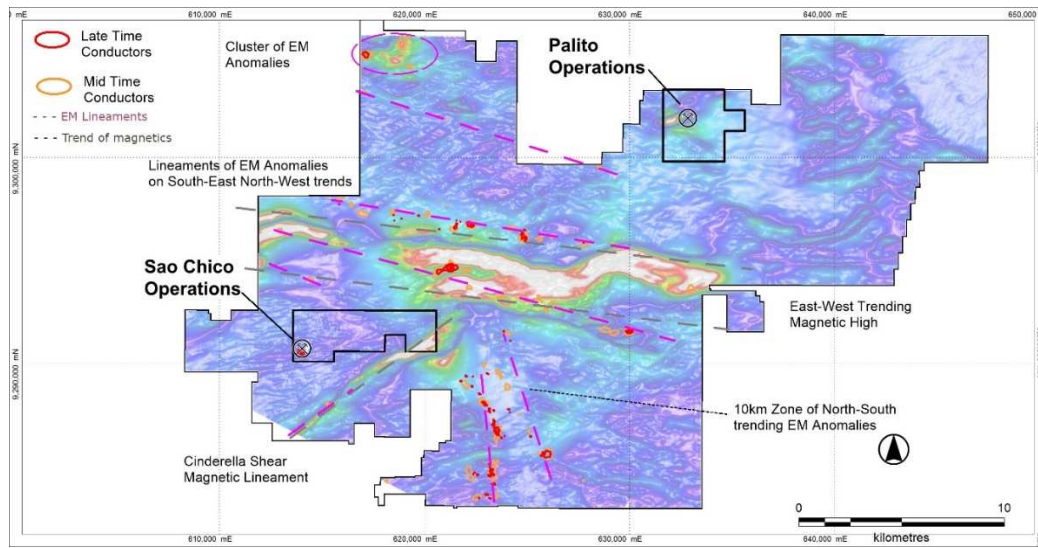 610,000 mE
620,000 mE
630,000 mE
640,000 mE
650,000
Late Time
Conductors
Mid Time
Conductors
EM Lineaments
Trend of magnetics
Cluster of EM
Anomalies
Palito
Operations
9,300,000 mN
Lineaments of EM Anomalies
on South-East North-West trends
Sao Chico
Operations
East-West Trending
Magnetic High
9,290,000 mN
10km Zone of North-South
trending EM Anomalies
Cinderella Shear
Magnetic Lineament
0
10
kilometres
610,000 mE
620,000 mE
630,000 mE
640,000 mE